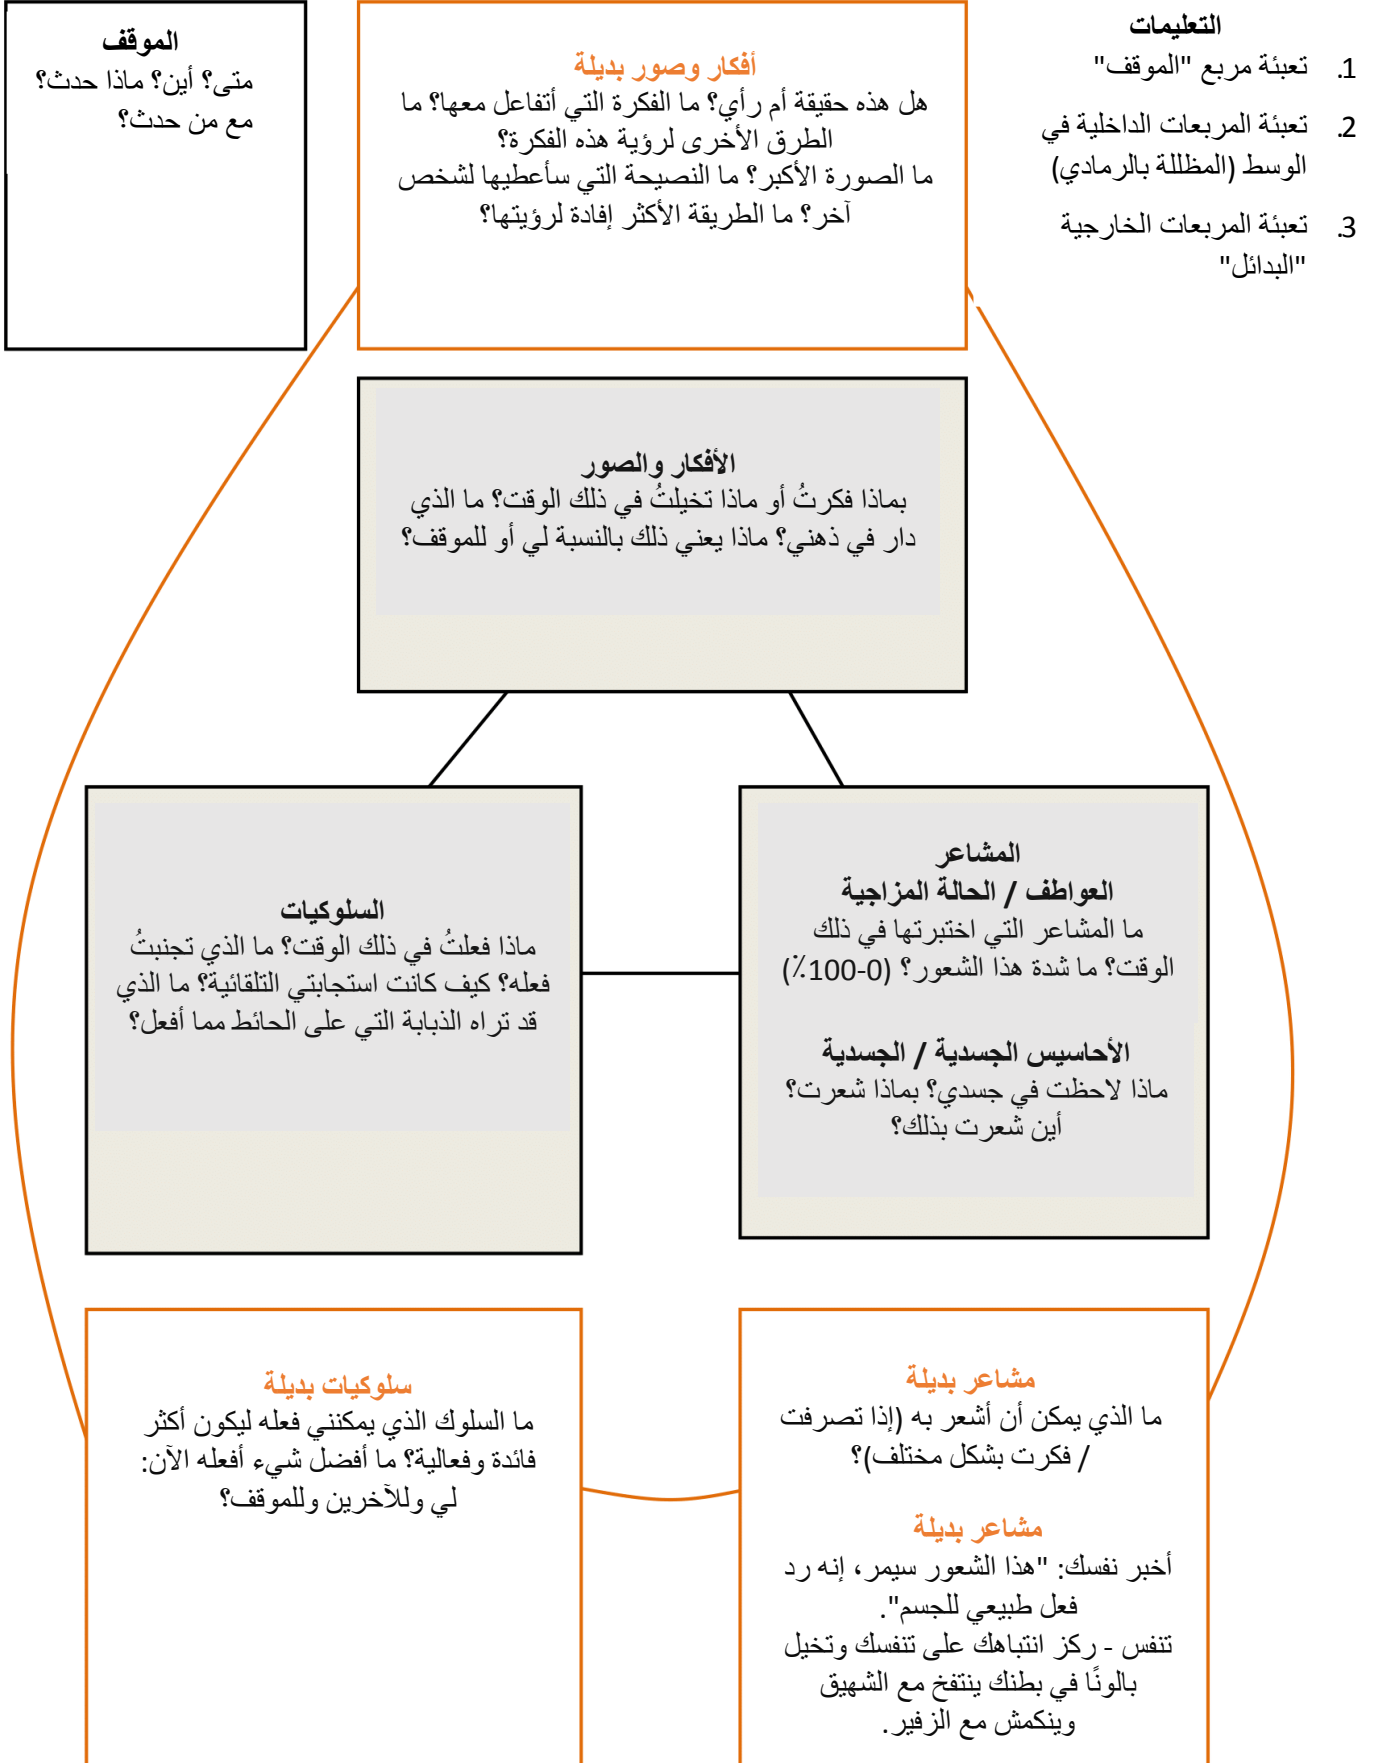 التعليمات
1. تعبئة مربع "الموقف"
2. تعبئة المربعات الداخلية في
الوسط (المظللة بالرمادي)
3. تعبئة المربعات الخارجية
"البدائل"
أفكار وصور بديلة
هل هذه حقيقة أم رأي؟ ما الفكرة التي أتفاعل معها؟ ما
الطرق الأخرى لرؤية هذه الفكرة؟
ما الصورة الأكبر؟ ما النصيحة التي سأعطيها لشخص
آخر؟ ما الطريقة الأكثر إفادة لرؤيتها؟
الموقف
متى؟ أين؟ ماذا حدث؟
مع من حدث؟
الأفكار والصور
بماذا فكرتُ أو ماذا تخيلتُ في ذلك الوقت؟ ما الذي
دار في ذهني؟ ماذا يعني ذلك بالنسبة لي أو للموقف؟
المشاعر
العواطف / الحالة المزاجية
ما المشاعر التي اختبرتها في ذلك
الوقت؟ ما شدة هذا الشعور؟ (0-100٪)
الأحاسيس الجسدية / الجسدية
ماذا لاحظت في جسدي؟ بماذا شعرت؟
أين شعرت بذلك؟
السلوكيات
ماذا فعلتُ في ذلك الوقت؟ ما الذي تجنبتُ
فعله؟ كيف كانت استجابتي التلقائية؟ ما الذي
قد تراه الذبابة التي على الحائط مما أفعل؟
مشاعر بديلة
ما الذي يمكن أن أشعر به (إذا تصرفت
/ فكرت بشكل مختلف)؟
مشاعر بديلة
أخبر نفسك: "هذا الشعور سيمر، إنه رد
فعل طبيعي للجسم".
تنفس - ركز انتباهك على تنفسك وتخيل
بالونًا في بطنك ينتفخ مع الشهيق
وينكمش مع الزفير.
سلوكيات بديلة
ما السلوك الذي يمكنني فعله ليكون أكثر
فائدة وفعالية؟ ما أفضل شيء أفعله الآن:
لي وللآخرين وللموقف؟